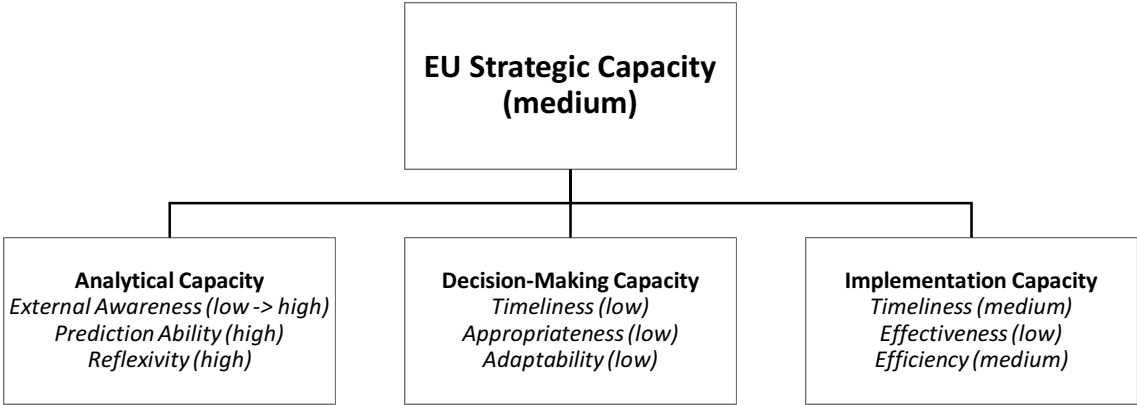 EU Strategic Capacity
(medium)
Analytical Capacity
External Awareness (low -> high)
Prediction Ability (high)
Reflexivity (high)
Decision-Making Capacity
Timeliness (low)
Appropriateness (low)
Adaptability (low)
Implementation Capacity
Timeliness (medium)
Effectiveness (low)
Efficiency (medium)